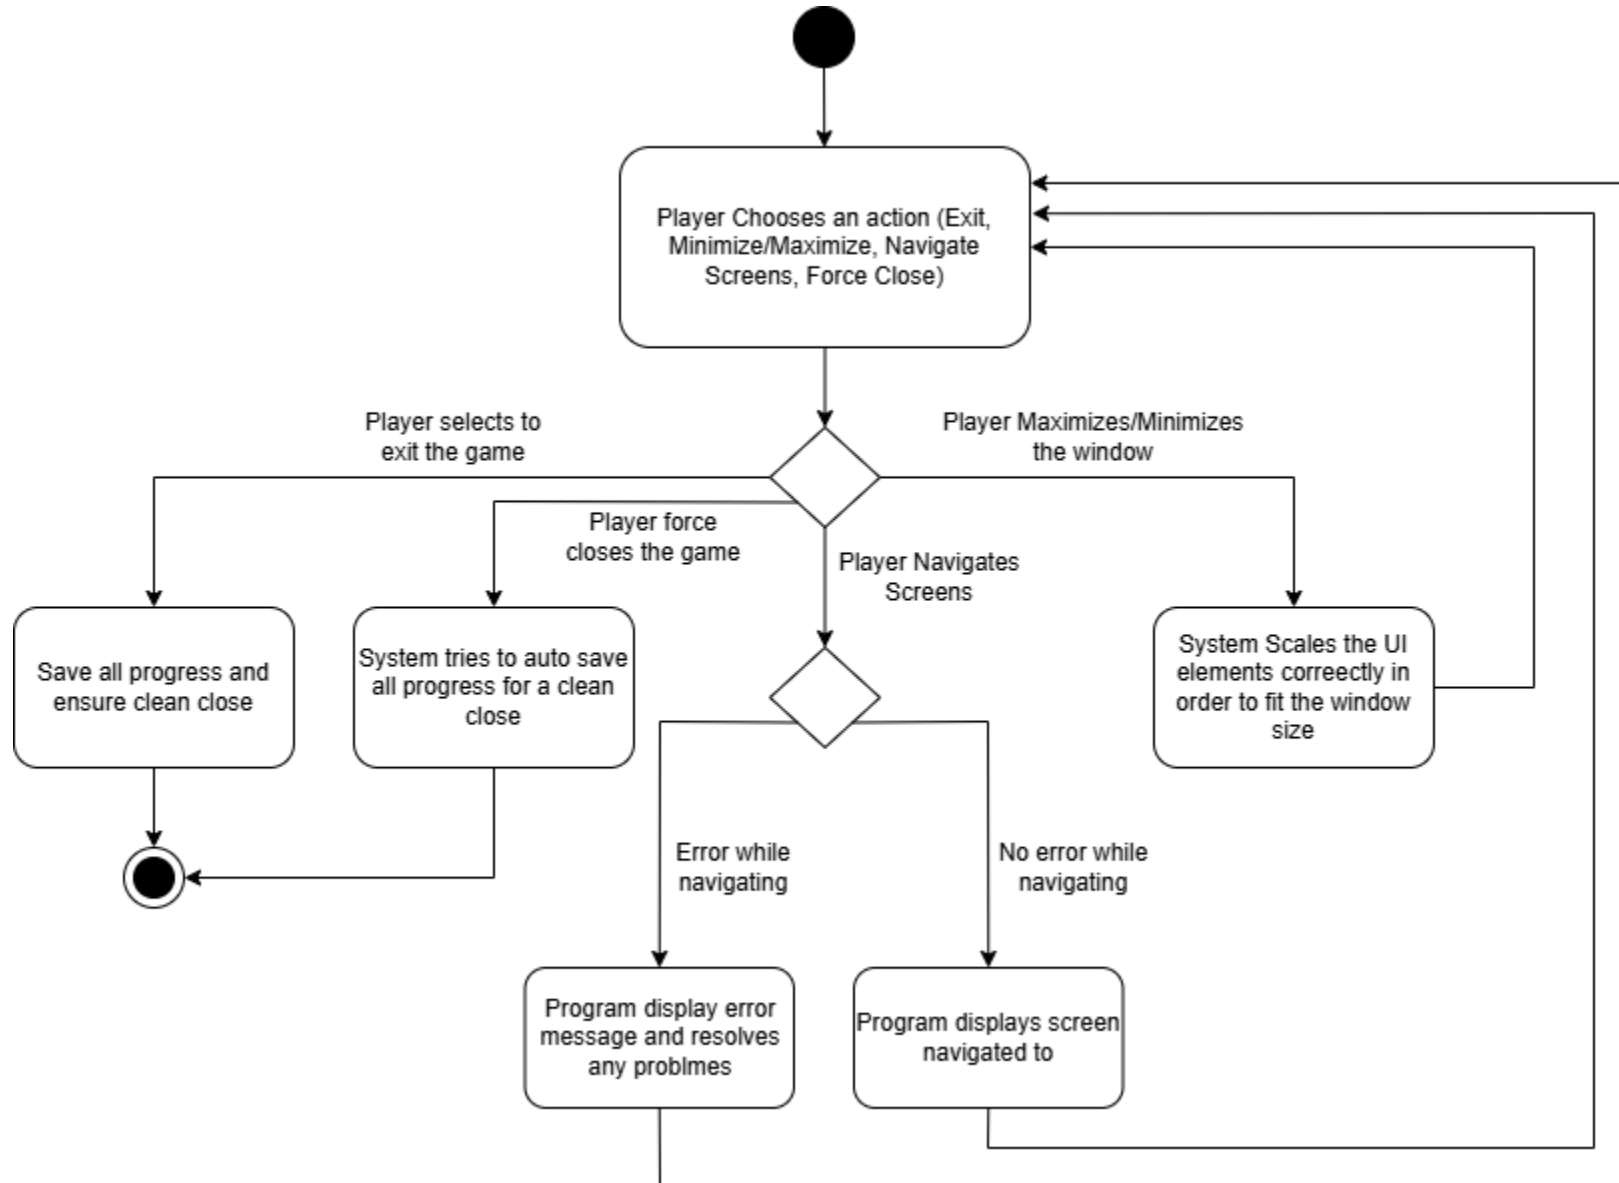 Player Chooses an action (Exit,
Minimize/Maximize, Navigate
Screens, Force Close)
Player selects to
exit the game
Player Maximizes/Minimizes
the window
Player force
closes the game
Player Navigates
Screens
Save all progress and
ensure clean close
System tries to auto save
all progress for a clean
close
System Scales the UI
elements correectly in
order to fit the window
size
Error while
navigating
No error while
navigating
Program display error
message and resolves
any problmes
Program displays screen
navigated to